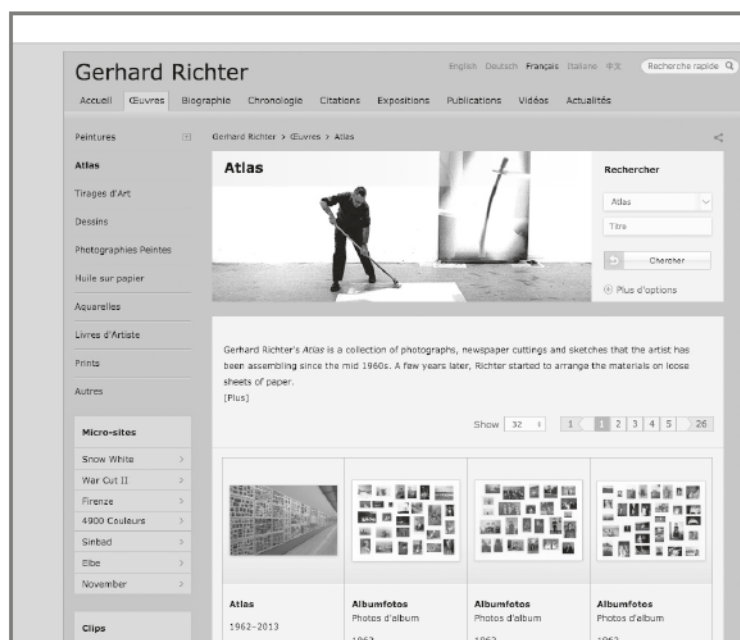 Gerhard Richter
English Deutsch Français Italiano 中文
Recherche rapide
Accueil Œuvres Biographie Chronologie Citations Expositions Publications Vidéos Actualités
Peintures
Atlas
Tirages d'Art
Dessins
Photographies Peintes
Huile sur papier
Aquarelles
Livres d'Artiste
Prints
Autres
Micro-sites
Snow White
War Cut II
Firenze
4900 Couleurs
Sinbad
Elbe
November
Clips
Gerhard Richter > Œuvres > Atlas
Atlas
Rechercher
Atlas
Titre
Chercher
Plus d'options
Gerhard Richter's Atlas is a collection of photographs, newspaper cuttings and sketches that the artist has
been assembling since the mid 1960s. A few years later, Richter started to arrange the materials on loose
sheets of paper.
[Plus]
Show 32 1 1 2 3 4 5 26
Atlas
1962–2013
Albumfotos
Photos d'album
1962
Albumfotos
Photos d'album
1962
Albumfotos
Photos d'album
1962